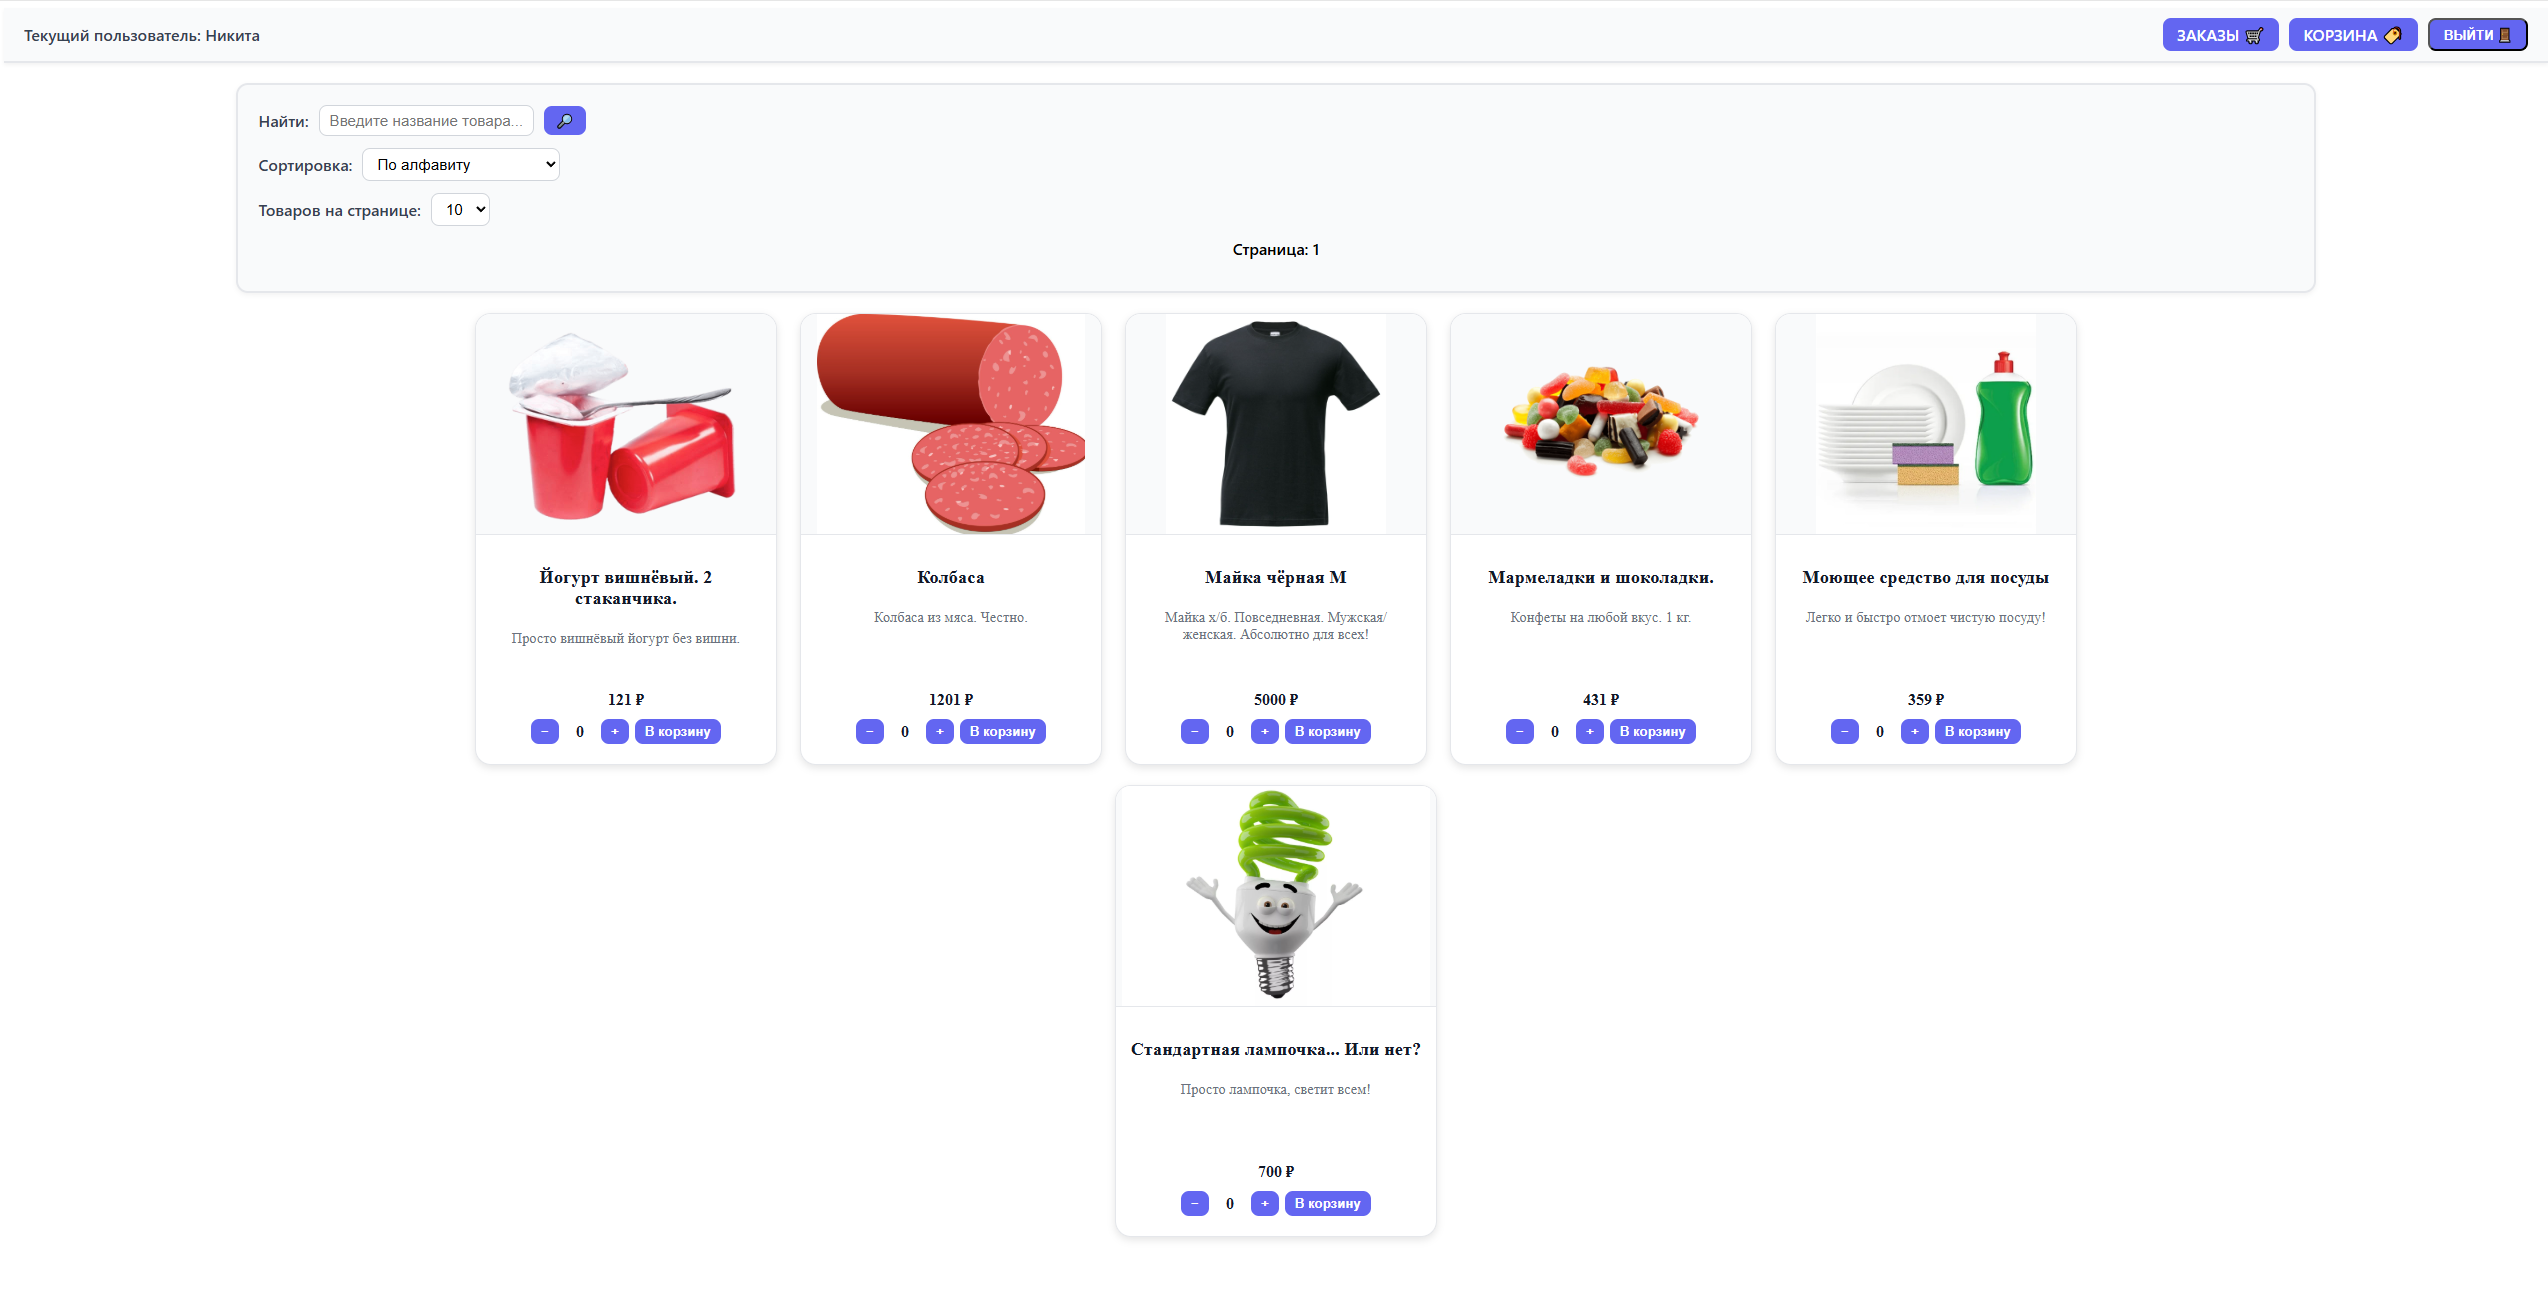 Текущий пользователь: Никита
ЗАКАЗЫ 🛒
КОРЗИНА 🏷️
ВЫЙТИ 🚪
Найти: Введите название товара... 🔎
Сортировка: По алфавиту
Товаров на странице: 10
Страница: 1
Йогурт вишнёвый. 2
стаканчика.
Просто вишнёвый йогурт без вишни.
121 ₽
− 0 + В корзину
Колбаса
Колбаса из мяса. Честно.
1201 ₽
− 0 + В корзину
Майка чёрная М
Майка х/б. Повседневная. Мужская/
женская. Абсолютно для всех!
5000 ₽
− 0 + В корзину
Мармеладки и шоколадки.
Конфеты на любой вкус. 1 кг.
431 ₽
− 0 + В корзину
Моющее средство для посуды
Легко и быстро отмоет чистую посуду!
359 ₽
− 0 + В корзину
Стандартная лампочка... Или нет?
Просто лампочка, светит всем!
700 ₽
− 0 + В корзину